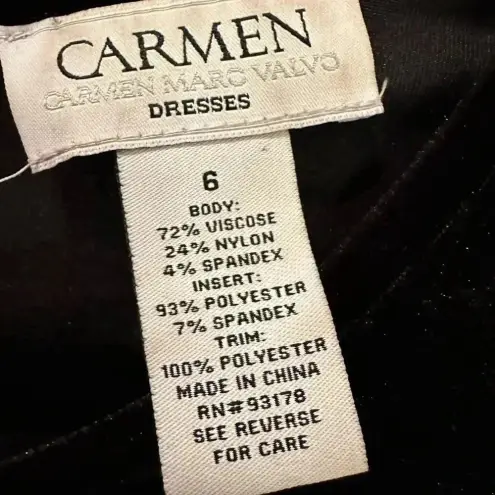 CARMEN
CARMEN MARC VALVO
DRESSES
6
BODY:
72% VISCOSE
24% NYLON
4% SPANDEX
INSERT:
93% POLYESTER
7% SPANDEX
TRIM:
100% POLYESTER
MADE IN CHINA
RN#93178
SEE REVERSE
FOR CARE